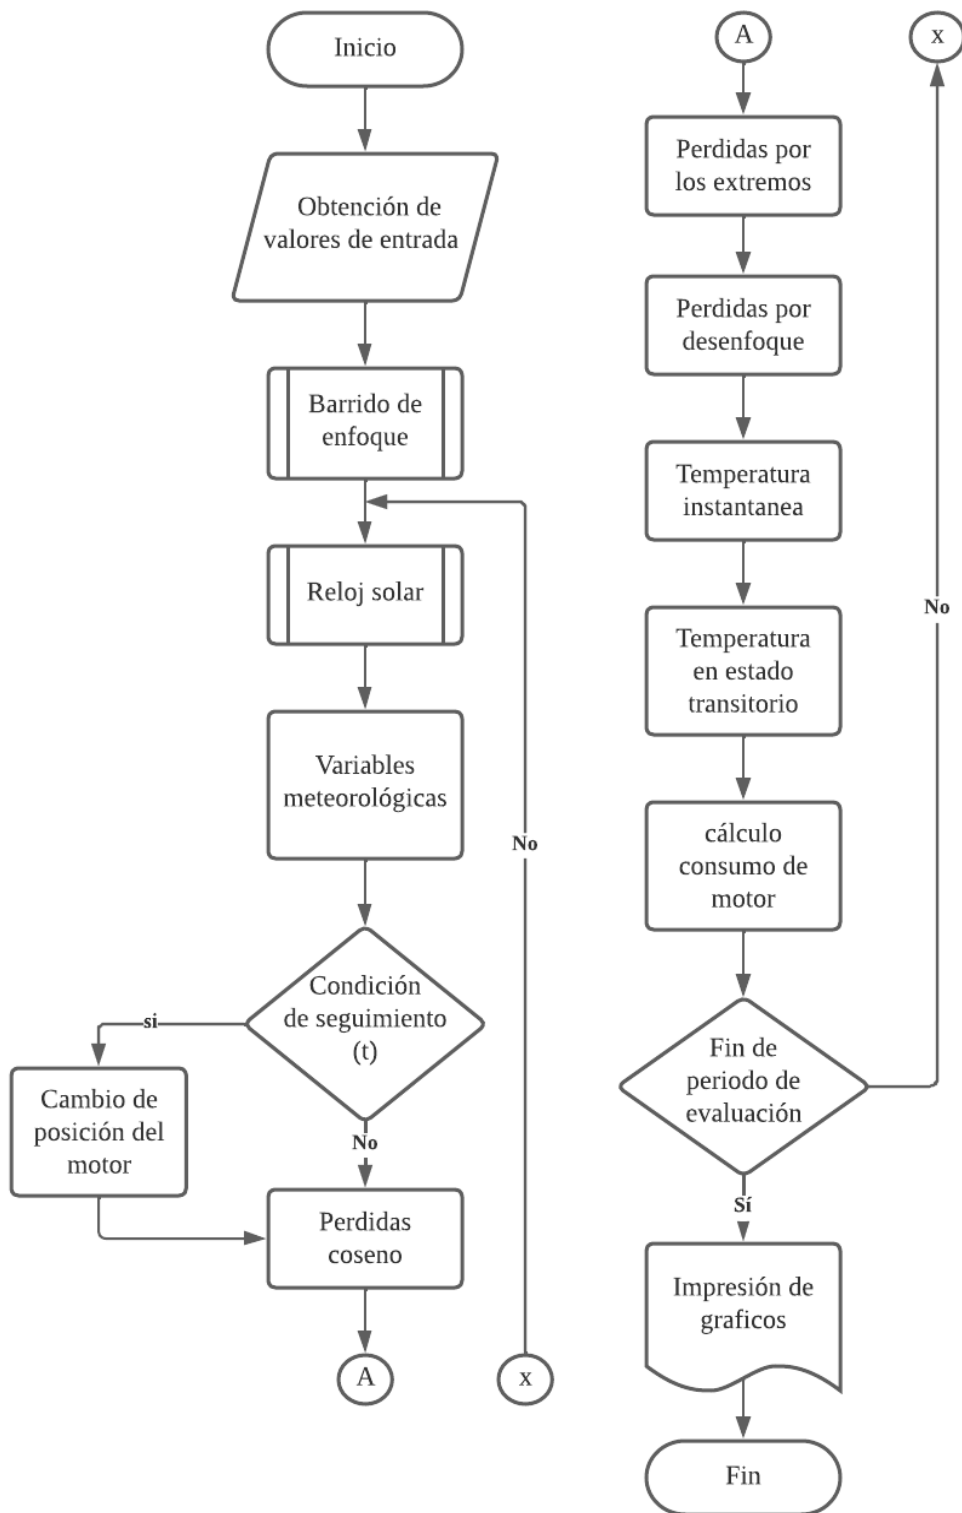 Inicio
Obtención de
valores de entrada
Barrido de
enfoque
Reloj solar
Variables
meteorológicas
No
Condición
de seguimiento
(t)
si
Cambio de
posición del
motor
No
Perdidas
coseno
A
x
A
x
Perdidas por
los extremos
Perdidas por
desenfoque
Temperatura
instantanea
No
Temperatura
en estado
transitorio
cálculo
consumo de
motor
Fin de
periodo de
evaluación
Sí
Impresión de
graficos
Fin